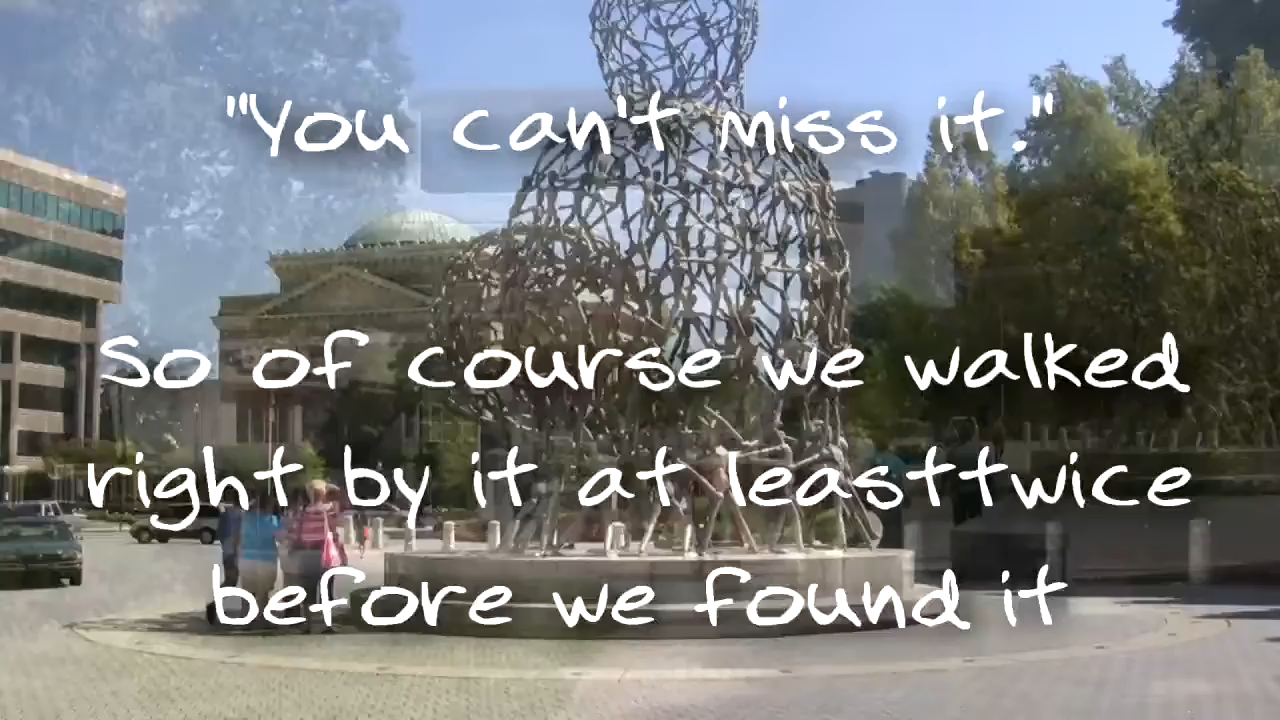 "You can't miss it."
So of course we walked
right by it at leasttwice
before we found it